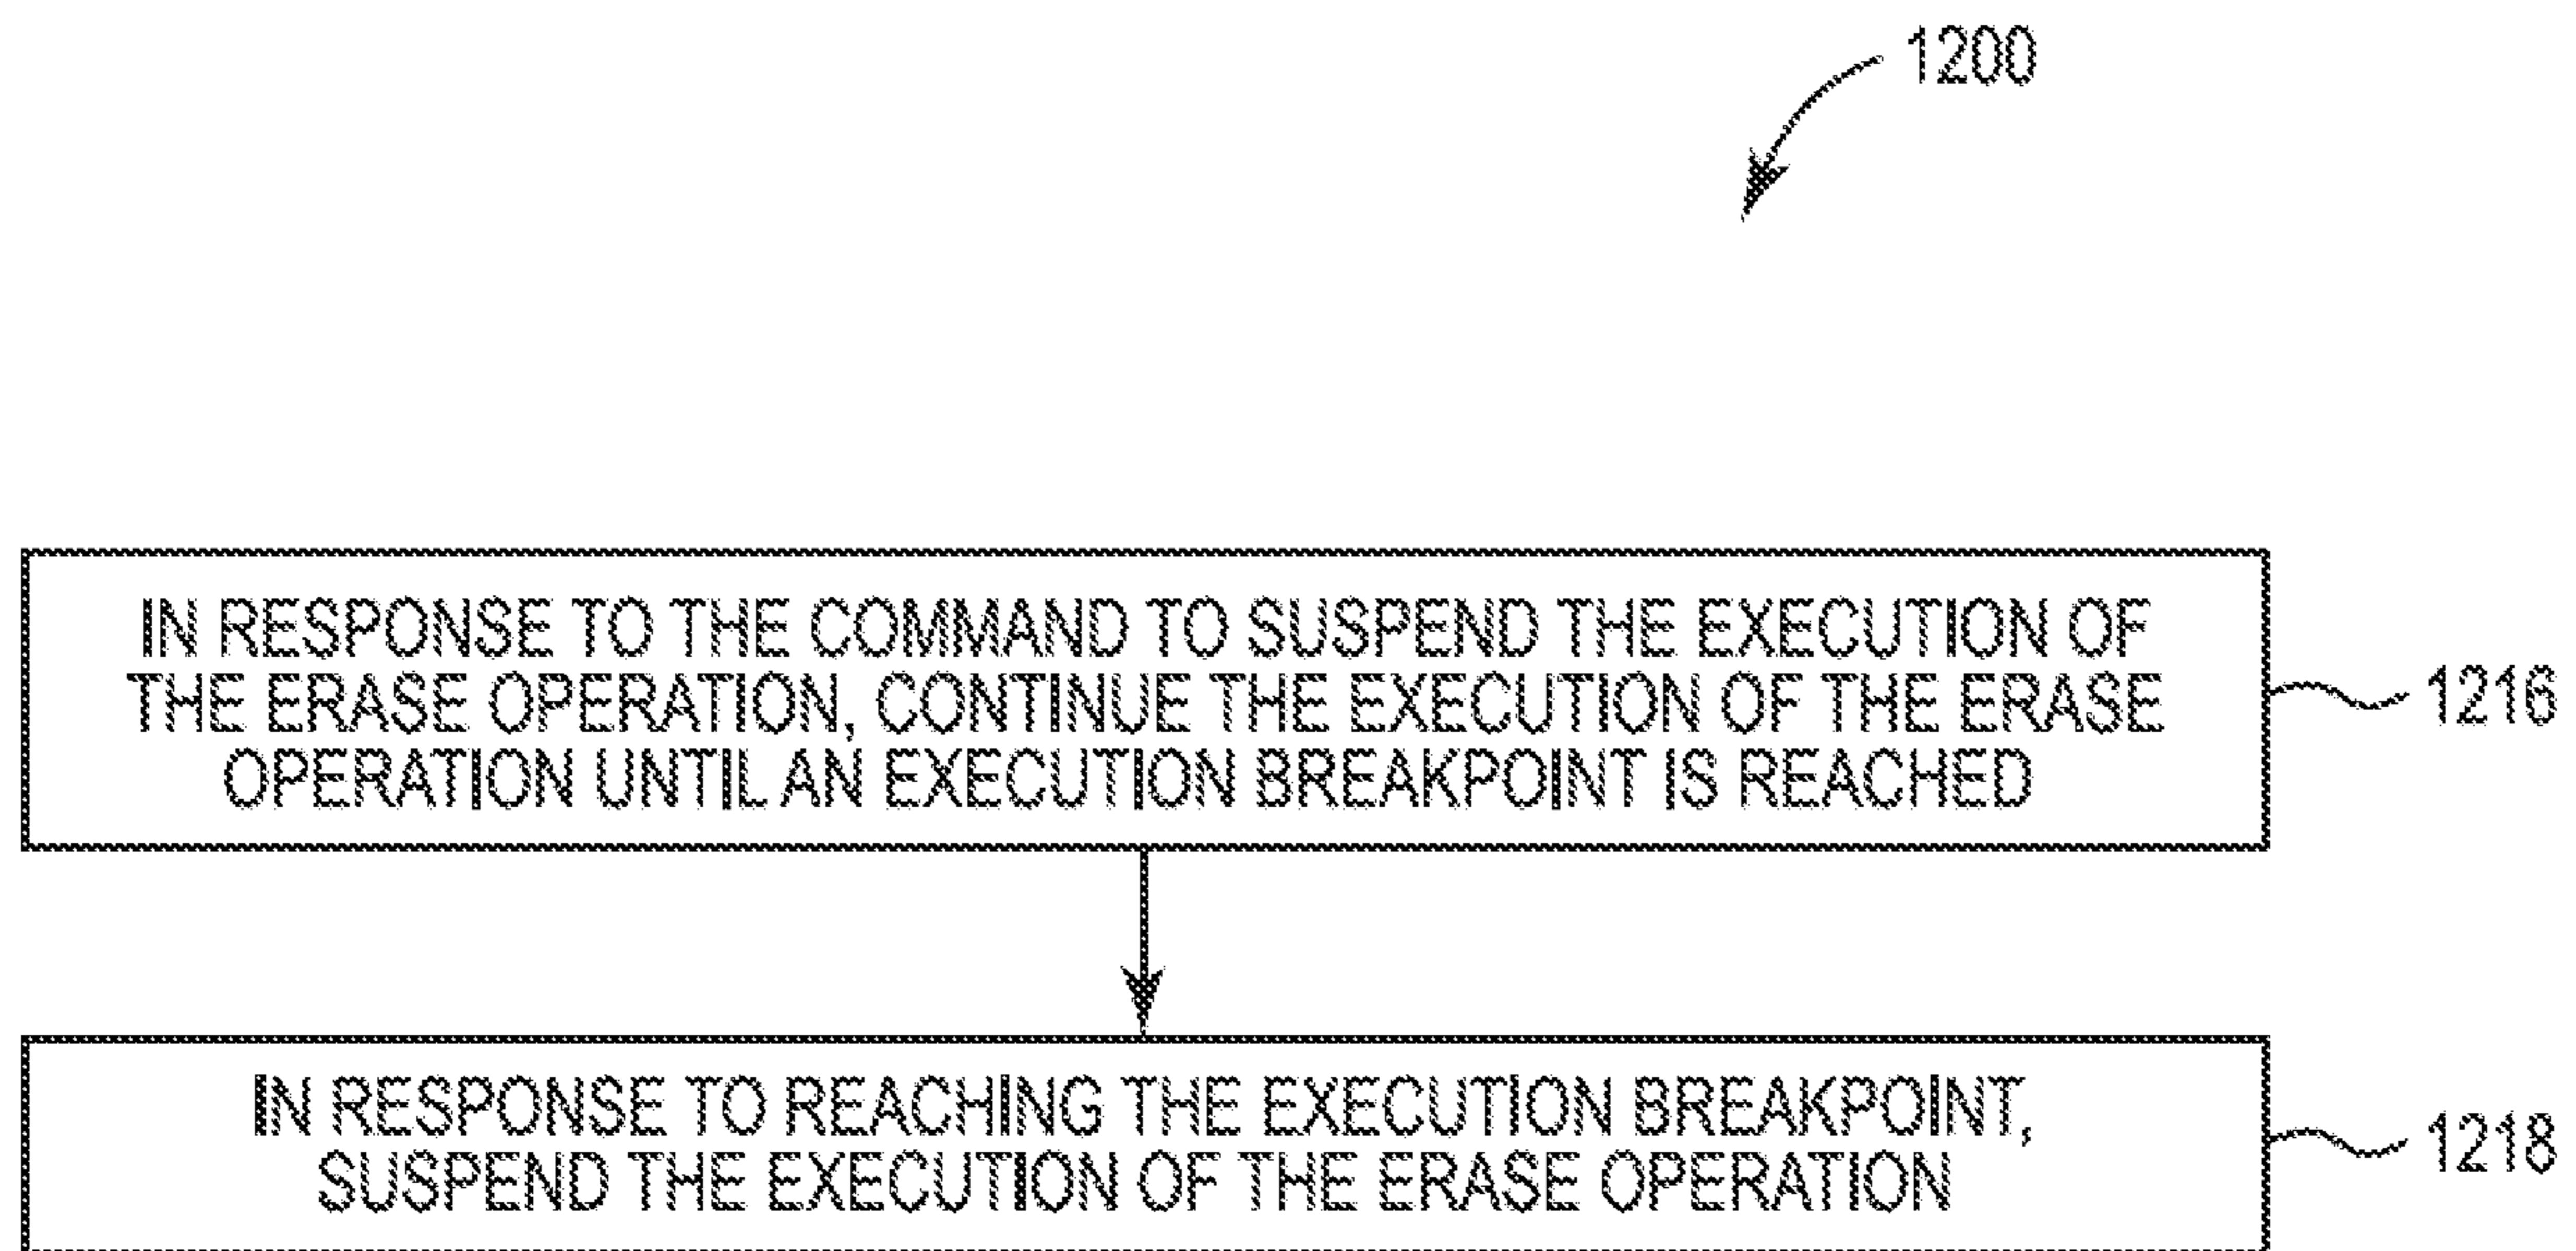 1200
IN RESPONSE TO THE COMMAND TO SUSPEND THE EXECUTION OF
THE ERASE OPERATION, CONTINUE THE EXECUTION OF THE ERASE
OPERATION UNTIL AN EXECUTION BREAKPOINT IS REACHED
1216
IN RESPONSE TO REACHING THE EXECUTION BREAKPOINT,
SUSPEND THE EXECUTION OF THE ERASE OPERATION
1218